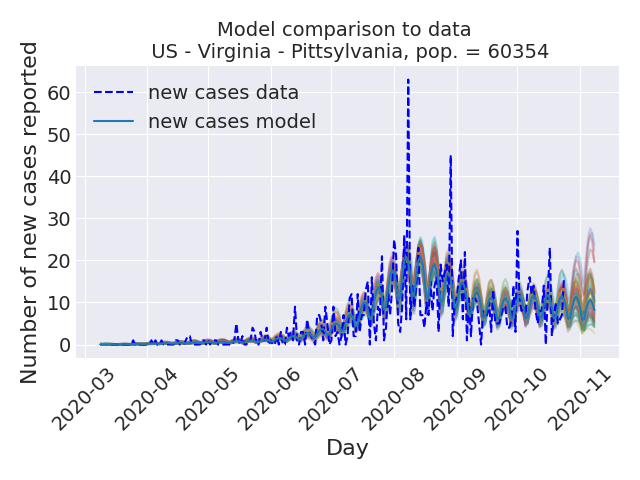 Model comparison to data
US - Virginia - Pittsylvania, pop. = 60354
Number of new cases reported
60
50
40
30
20
10
0
new cases data
new cases model
2020-03
2020-04
2020-05
2020-06
2020-07
2020-08
2020-09
2020-10
2020-11
Day